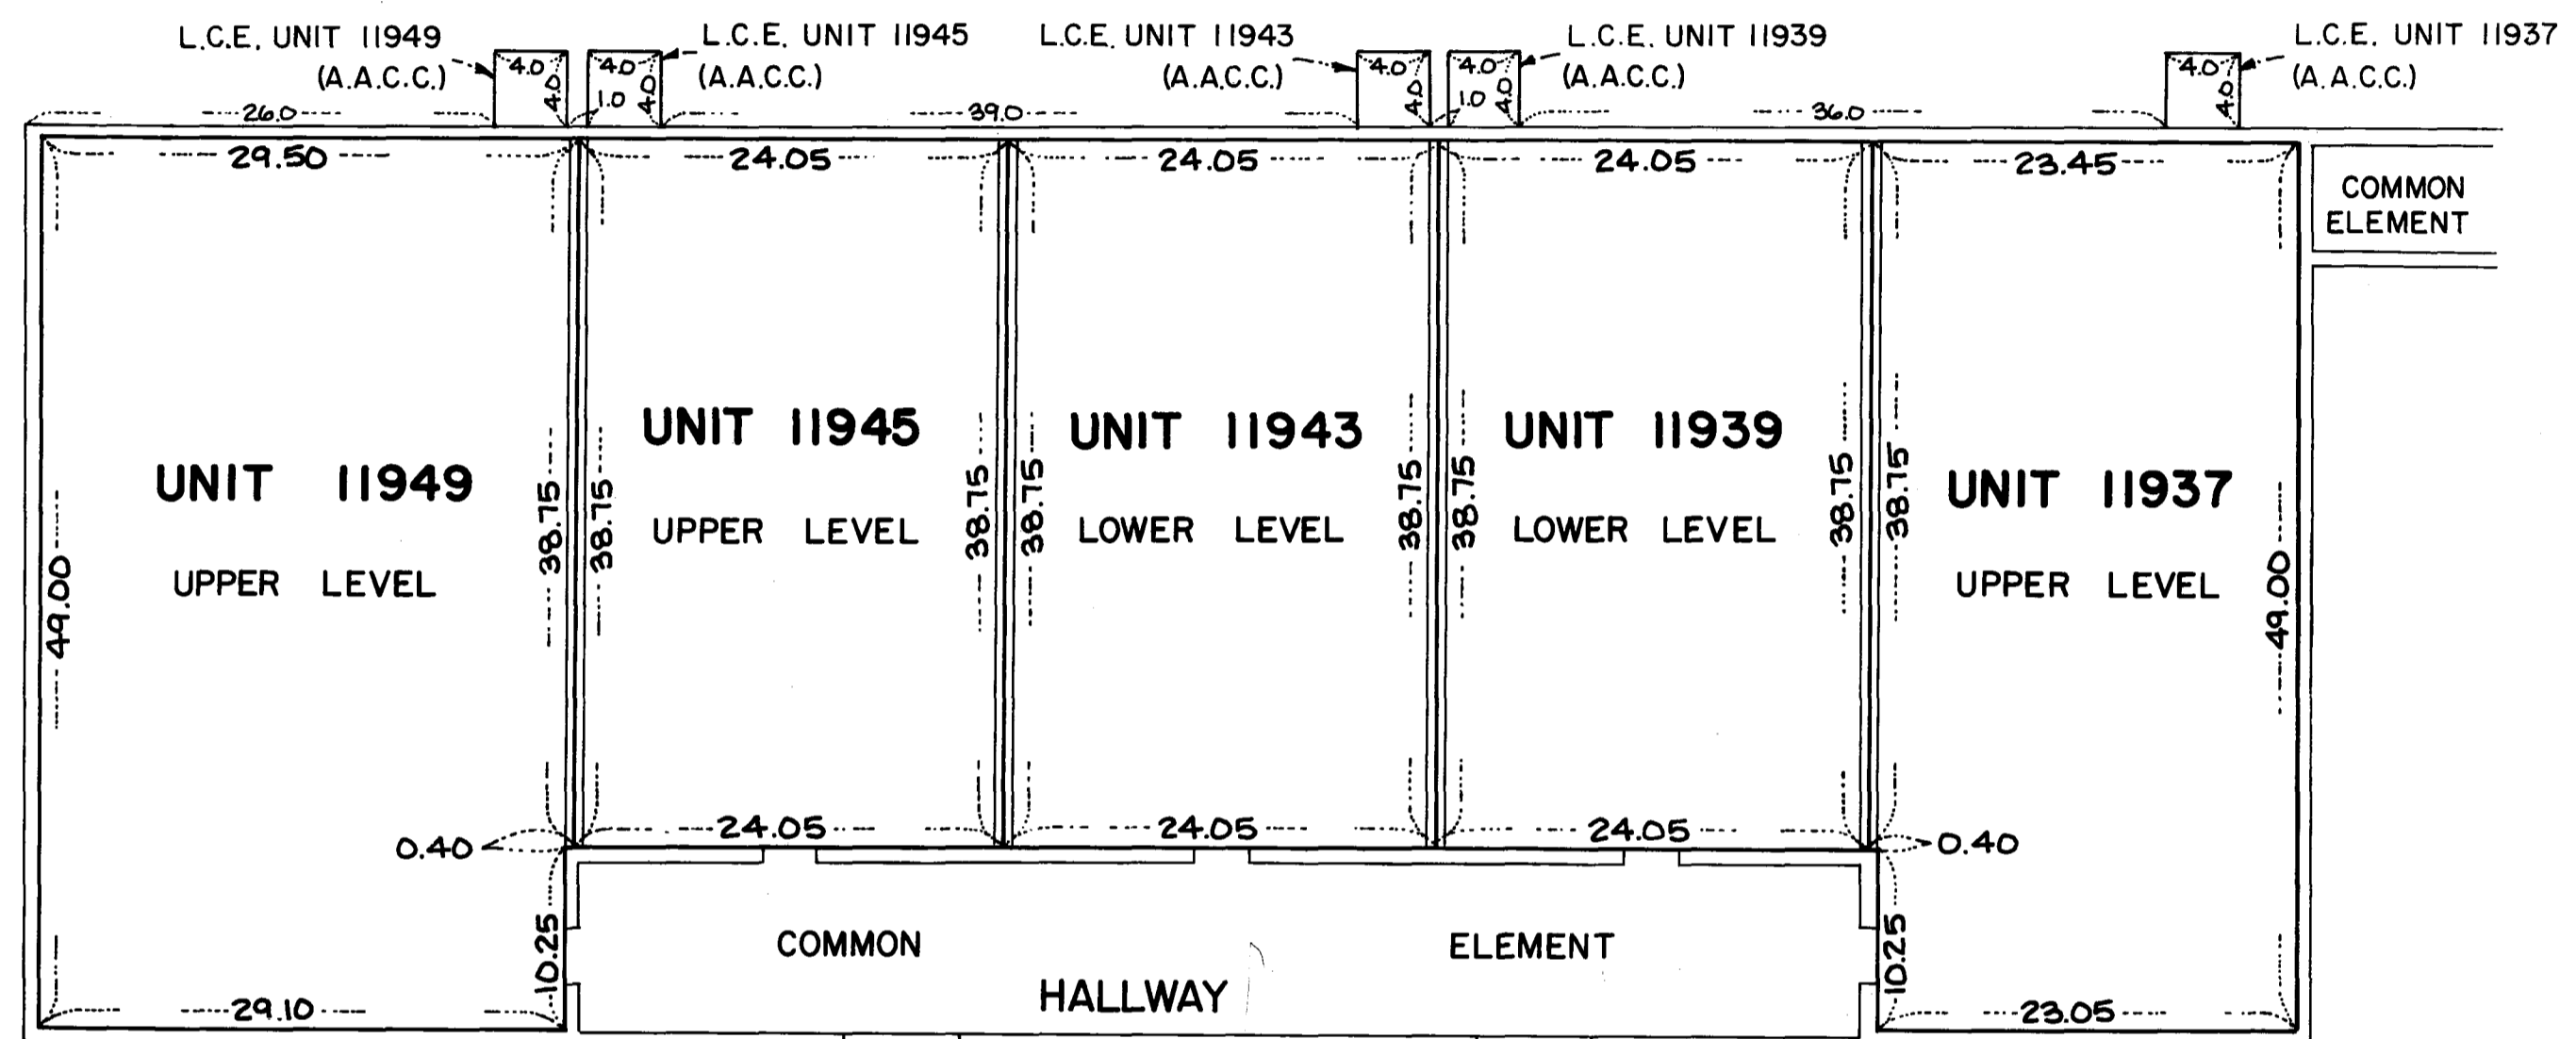 L.C.E. UNIT 11949
(A.A.C.C.)
L.C.E. UNIT 11945
(A.A.C.C.)
L.C.E. UNIT 11943
(A.A.C.C.)
L.C.E. UNIT 11939
(A.A.C.C.)
L.C.E. UNIT 11937
(A.A.C.C.)
4.0
4.0
4.0
4.0
1.0
4.0
4.0
4.0
4.0
1.0
4.0
4.0
26.0
39.0
36.0
29.50
24.05
24.05
24.05
23.45
COMMON
ELEMENT
UNIT 11949
UPPER LEVEL
49.00
38.75
38.75
UNIT 11945
UPPER LEVEL
38.75
38.75
UNIT 11943
LOWER LEVEL
38.75
38.75
UNIT 11939
LOWER LEVEL
38.75
38.75
UNIT 11937
UPPER LEVEL
49.00
24.05
24.05
24.05
0.40
0.40
10.25
10.25
COMMON ELEMENT
HALLWAY
29.10
23.05